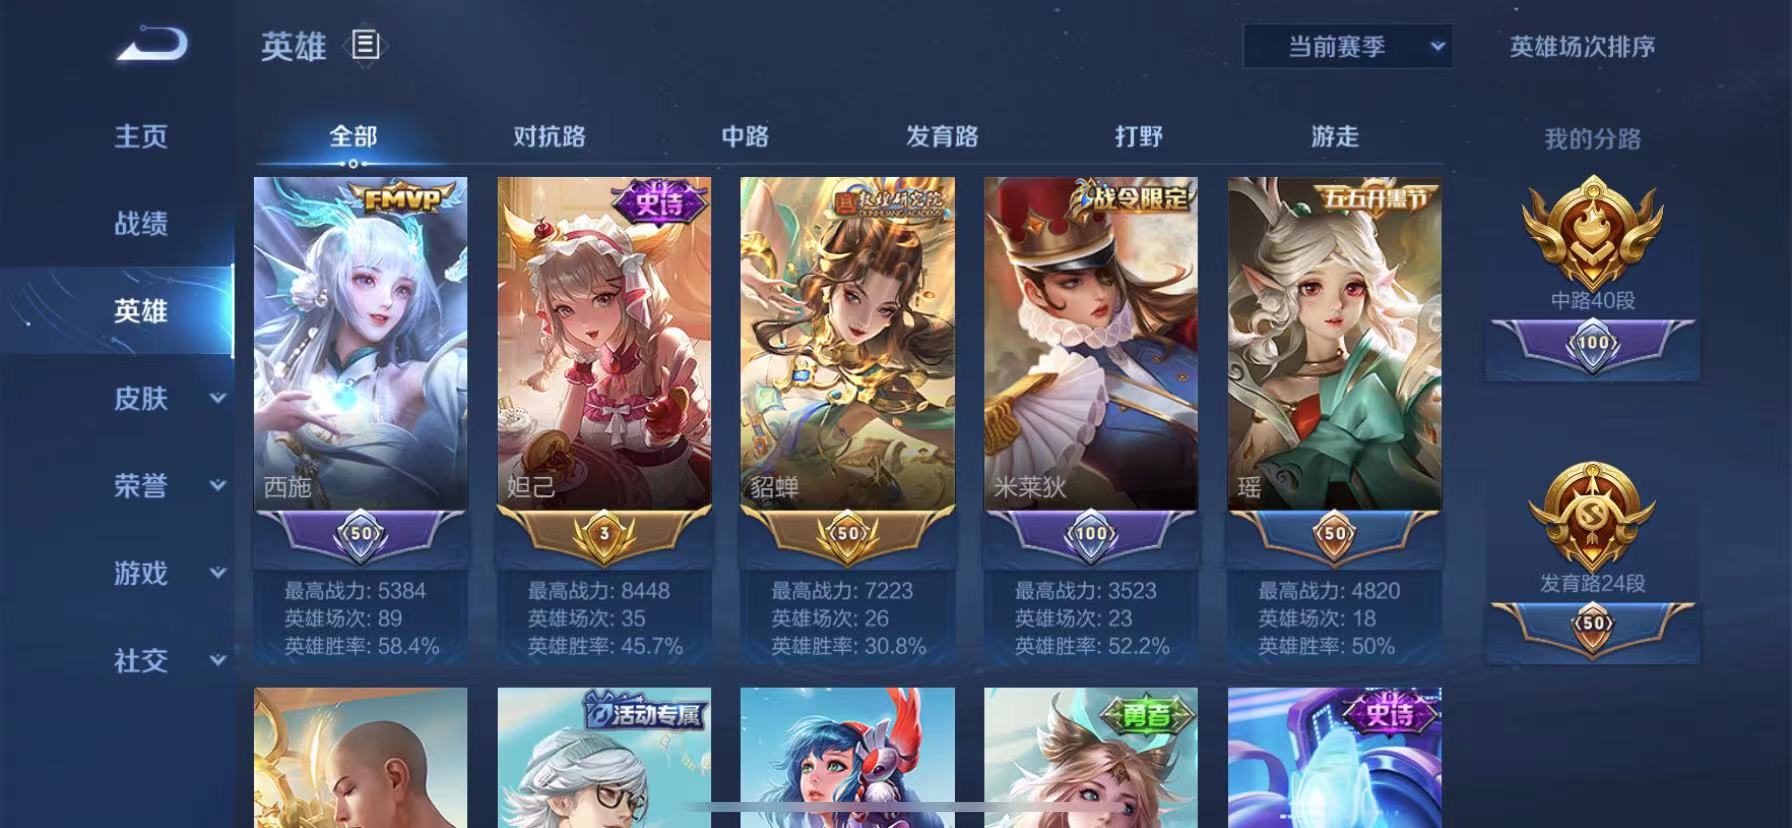 英雄
当前赛季
英雄场次排序
主页
战绩
英雄
皮肤
荣誉
游戏
社交
全部
对抗路
中路
发育路
打野
游走
我的分路
FMVP
史诗
敦煌研究院
DUNHUANG ACADEMY
战令限定
五五开黑节
西施
妲己
貂蝉
米莱狄
瑶
50
3
50
100
50
最高战力: 5384
英雄场次: 89
英雄胜率: 58.4%
最高战力: 8448
英雄场次: 35
英雄胜率: 45.7%
最高战力: 7223
英雄场次: 26
英雄胜率: 30.8%
最高战力: 3523
英雄场次: 23
英雄胜率: 52.2%
最高战力: 4820
英雄场次: 18
英雄胜率: 50%
中路40段
100
发育路24段
50
活动专属
勇者
史诗